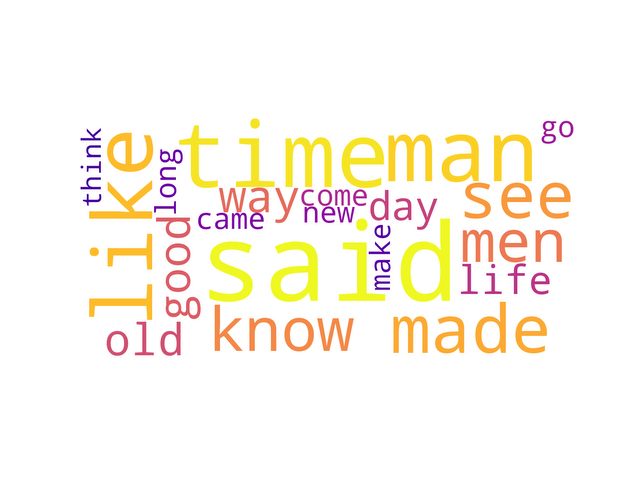 think
like
long
time
man
go
way
come
see
came
new
day
good
said
make
men
life
old
know
made